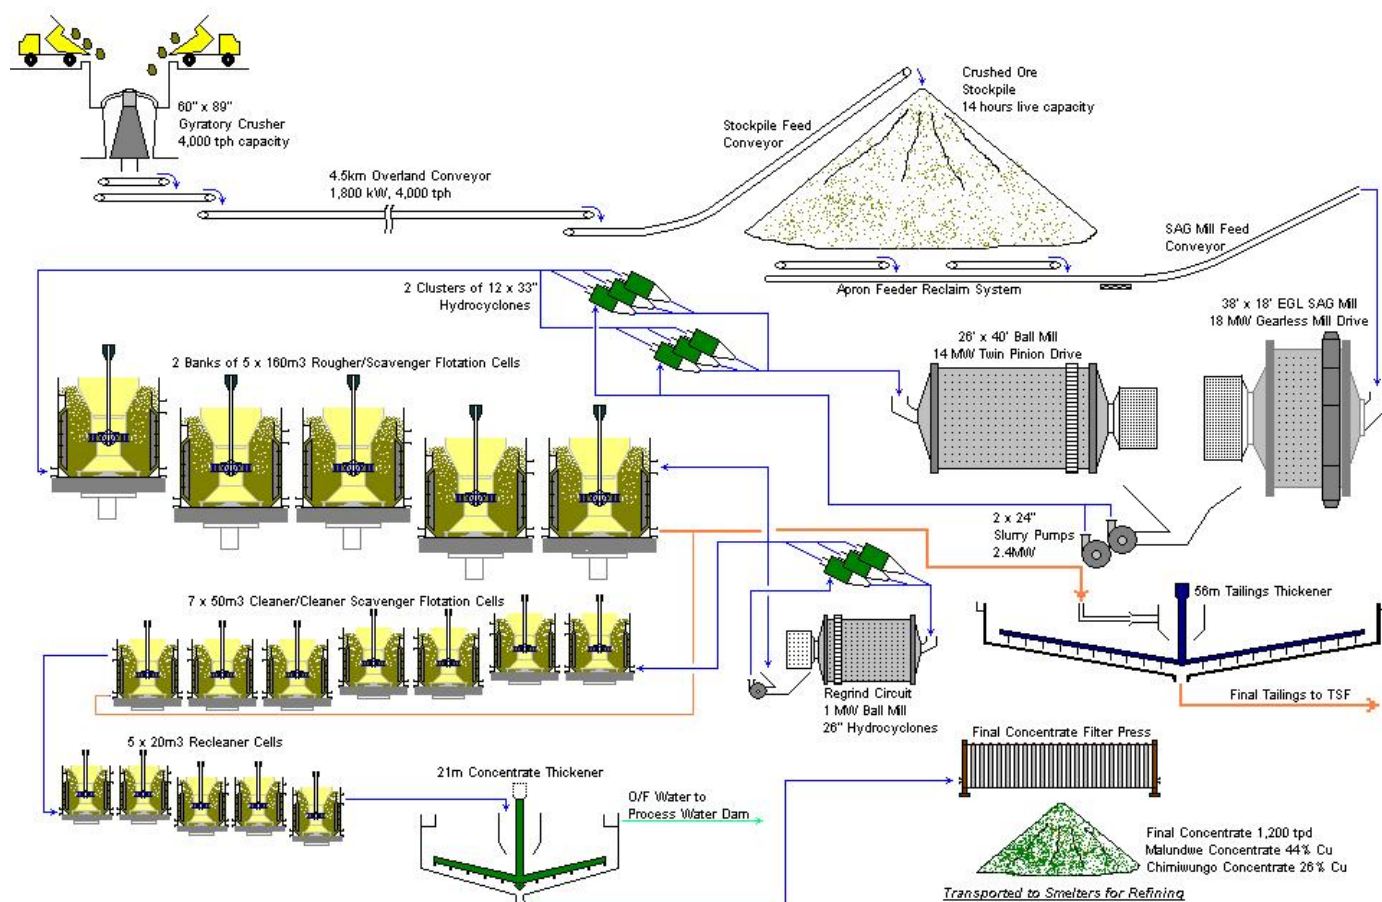 60" x 89"
Gyratory Crusher
4,000 tph capacity
4.5km Overland Conveyor
1,800 kW, 4,000 tph
Stockpile Feed
Conveyor
Crushed Ore
Stockpile
14 hours live capacity
SAG Mill Feed
Conveyor
Apron Feeder Reclaim System
2 Clusters of 12 x 33"
Hydrocyclones
38' x 18' EGL SAG Mill
18 MW Gearless Mill Drive
26' x 40' Ball Mill
14 MW Twin Pinion Drive
2 Banks of 5 x 160m3 Rougher/Scavenger Flotation Cells
2 x 24"
Slurry Pumps
2.4MW
7 x 50m3 Cleaner/Cleaner Scavenger Flotation Cells
56m Tailings Thickener
Regrind Circuit
1 MW Ball Mill
26" Hydrocyclones
Final Tailings to TSF
5 x 20m3 Recleaner Cells
21m Concentrate Thickener
O/F Water to
Process Water Dam
Final Concentrate Filter Press
Final Concentrate 1,200 tpd
Malundwe Concentrate 44% Cu
Chimiwungo Concentrate 26% Cu
Transported to Smelters for Refining